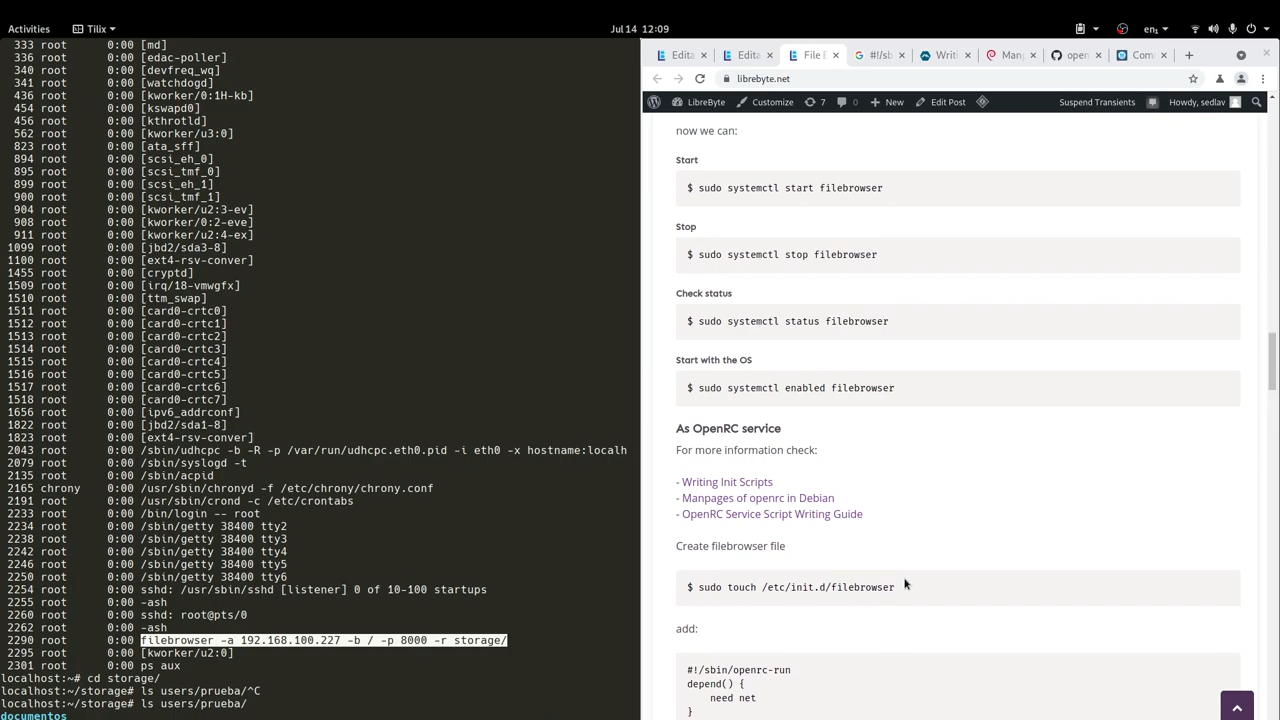 Activities
Tilix
Jul 14 12:09
en₁
333 root 0:00 [md]
336 root 0:00 [edac-poller]
340 root 0:00 [devfreq_wq]
341 root 0:00 [watchdogd]
436 root 0:00 [kworker/0:1H-kb]
454 root 0:00 [kswapd0]
456 root 0:00 [kthrotld]
562 root 0:00 [kworker/u3:0]
823 root 0:00 [ata_sff]
894 root 0:00 [scsi_eh_0]
895 root 0:00 [scsi_tmf_0]
899 root 0:00 [scsi_eh_1]
900 root 0:00 [scsi_tmf_1]
904 root 0:00 [kworker/u2:3-ev]
908 root 0:00 [kworker/0:2-eve]
911 root 0:00 [kworker/u2:4-ex]
1099 root 0:00 [jbd2/sda3-8]
1100 root 0:00 [ext4-rsv-conver]
1455 root 0:00 [cryptd]
1509 root 0:00 [irq/18-vmwgfx]
1510 root 0:00 [ttm_swap]
1511 root 0:00 [card0-crtc0]
1512 root 0:00 [card0-crtc1]
1513 root 0:00 [card0-crtc2]
1514 root 0:00 [card0-crtc3]
1515 root 0:00 [card0-crtc4]
1516 root 0:00 [card0-crtc5]
1517 root 0:00 [card0-crtc6]
1518 root 0:00 [card0-crtc7]
1656 root 0:00 [ipv6_addrconf]
1822 root 0:00 [jbd2/sda1-8]
1823 root 0:00 [ext4-rsv-conver]
2043 root 0:00 /sbin/udhcpc -b -R -p /var/run/udhcpc.eth0.pid -i eth0 -x hostname:localh
2079 root 0:00 /sbin/syslogd -t
2135 root 0:00 /sbin/acpid
2165 chrony 0:00 /usr/sbin/chronyd -f /etc/chrony/chrony.conf
2191 root 0:00 /usr/sbin/crond -c /etc/crontabs
2233 root 0:00 /bin/login -- root
2234 root 0:00 /sbin/getty 38400 tty2
2238 root 0:00 /sbin/getty 38400 tty3
2242 root 0:00 /sbin/getty 38400 tty4
2246 root 0:00 /sbin/getty 38400 tty5
2250 root 0:00 /sbin/getty 38400 tty6
2254 root 0:00 sshd: /usr/sbin/sshd [listener] 0 of 10-100 startups
2255 root 0:00 -ash
2260 root 0:00 sshd: root@pts/0
2262 root 0:00 -ash
2290 root 0:00 filebrowser -a 192.168.100.227 -b / -p 8000 -r storage/
2295 root 0:00 [kworker/u2:0]
2301 root 0:00 ps aux
localhost:~# cd storage/
localhost:~/storage# ls users/prueba/^C
localhost:~/storage# ls users/prueba/
documentos
Edita
Edita
File E
#!/sb
Writi
Manp
open
Com
librebyte.net
LibreByte
Customize
7
0
New
Edit Post
Suspend Transients
Howdy, sedlav
now we can:
Start
$ sudo systemctl start filebrowser
Stop
$ sudo systemctl stop filebrowser
Check status
$ sudo systemctl status filebrowser
Start with the OS
$ sudo systemctl enabled filebrowser
As OpenRC service
For more information check:
- Writing Init Scripts
- Manpages of openrc in Debian
- OpenRC Service Script Writing Guide
Create filebrowser file
$ sudo touch /etc/init.d/filebrowser
add:
#!/sbin/openrc-run
depend() {
need net
}